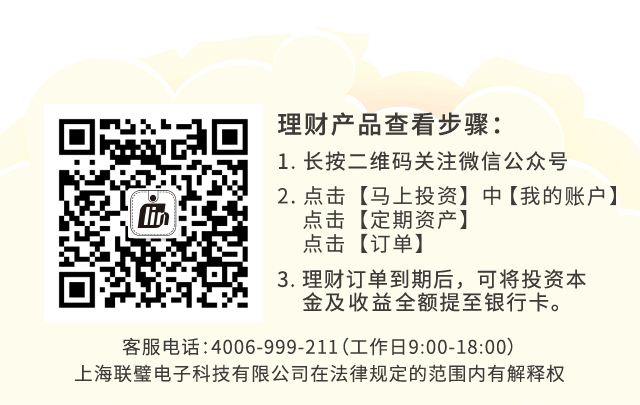 理财产品查看步骤：
1. 长按二维码关注微信公众号
2. 点击【马上投资】中【我的账户】
点击【定期资产】
点击【订单】
3. 理财订单到期后，可将投资本
金及收益全额提至银行卡。
客服电话：4006-999-211（工作日9:00-18:00）
上海联璧电子科技有限公司在法律规定的范围内有解释权